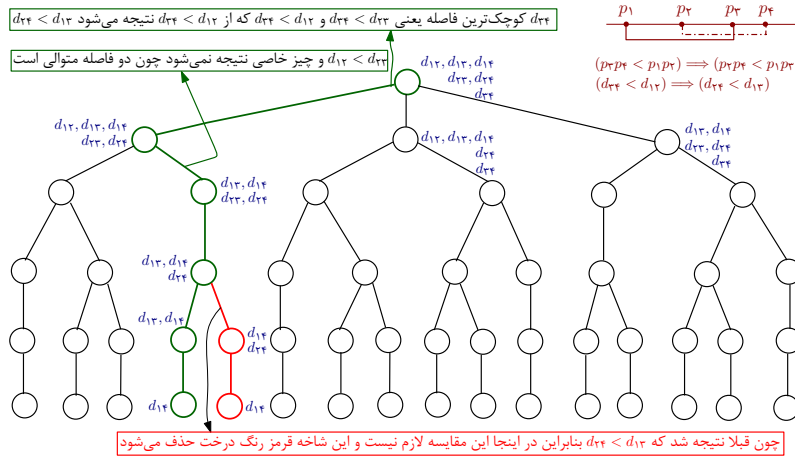 d۳۴ کوچک‌ترین فاصله یعنی d۳۴ < d۲۳ و d۳۴ < d۱۲ که از d۳۴ < d۱۲ نتیجه می‌شود d۲۴ < d۱۳
d۱۲ < d۲۳ و چیز خاصی نتیجه نمی‌شود چون دو فاصله متوالی است
p۱ p۲ p۳ p۴
(p۳p۴ < p۱p۲) ⟹ (p۲p۴ < p۱p۳
(d۳۴ < d۱۲) ⟹ (d۲۴ < d۱۳)
d۱۲, d۱۳, d۱۴
d۲۳, d۲۴
d۳۴
d۱۲, d۱۳, d۱۴
d۲۳, d۲۴
d۱۲, d۱۳, d۱۴
d۲۴
d۳۴
d۱۳, d۱۴
d۲۳, d۲۴
d۳۴
d۱۳, d۱۴
d۲۳, d۲۴
d۱۳, d۱۴
d۲۴
d۱۳, d۱۴
d۱۴
d۲۴
d۱۴
d۱۴
چون قبلا نتیجه شد که d۲۴ < d۱۳ بنابراین در اینجا این مقایسه لازم نیست و این شاخه قرمز رنگ درخت حذف می‌شود